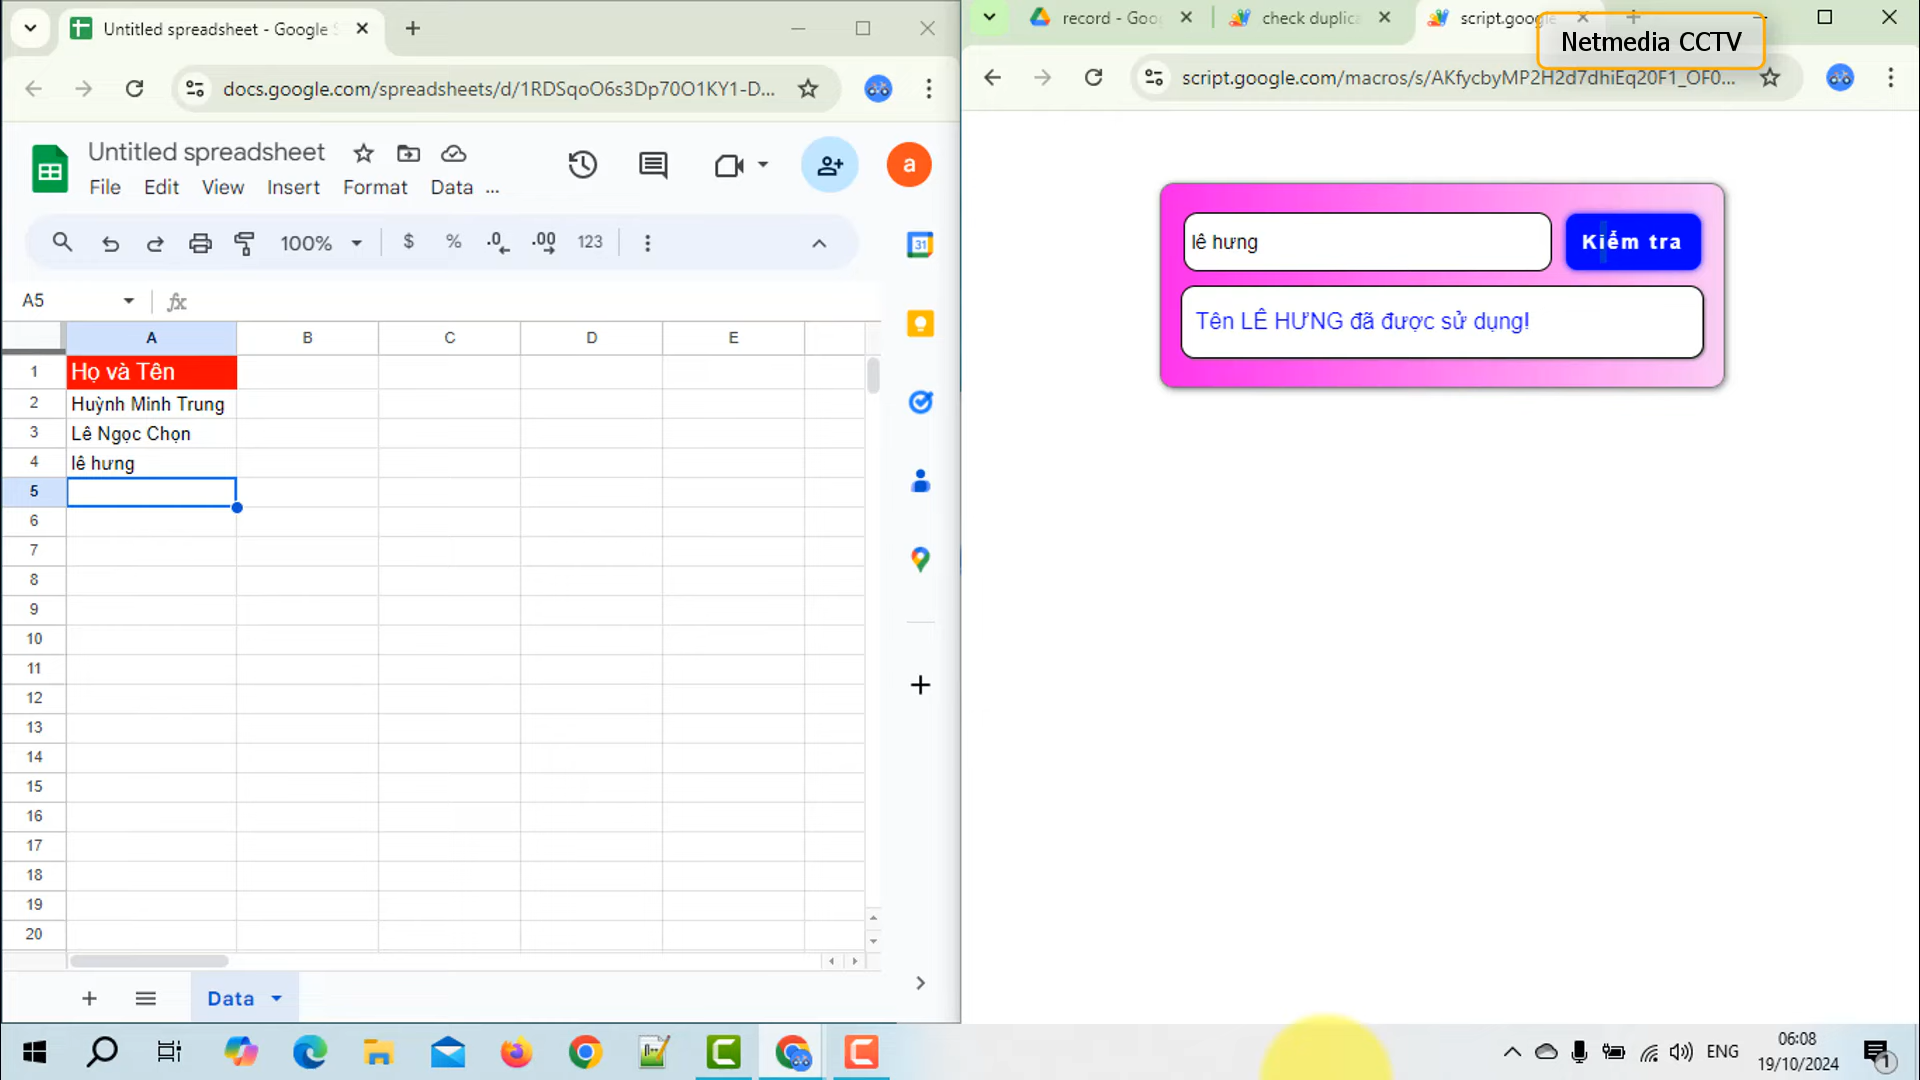 Untitled spreadsheet - Google S
docs.google.com/spreadsheets/d/1RDSqoO6s3Dp70O1KY1-D...
Untitled spreadsheet
File Edit View Insert Format Data ...
a
100% $ % .0 .00 123
31
A5 fx
A B C D E
1 Họ và Tên
2 Huỳnh Minh Trung
3 Lê Ngọc Chọn
4 lê hưng
5
6
7
8
9
10
11
12
13
14
15
16
17
18
19
20
Data
record - Goog
check duplica
script.google
Netmedia CCTV
script.google.com/macros/s/AKfycbyMP2H2d7dhiEq20F1_OF0...
lê hưng
Kiểm tra
Tên LÊ HƯNG đã được sử dụng!
ENG
06:08
19/10/2024
1